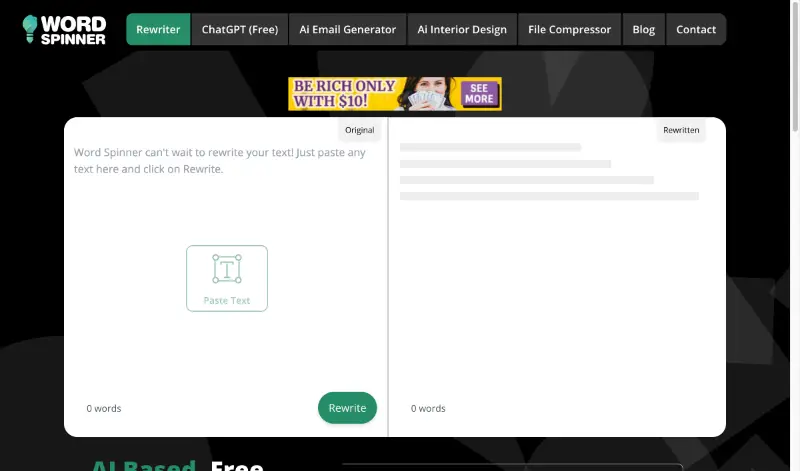 WORD
SPINNER
Rewriter
ChatGPT (Free)
Ai Email Generator
Ai Interior Design
File Compressor
Blog
Contact
BE RICH ONLY
WITH $10!
SEE
MORE
Original
Rewritten
Word Spinner can't wait to rewrite your text! Just paste any
text here and click on Rewrite.
T
Paste Text
0 words
Rewrite
0 words
AI Based, Free